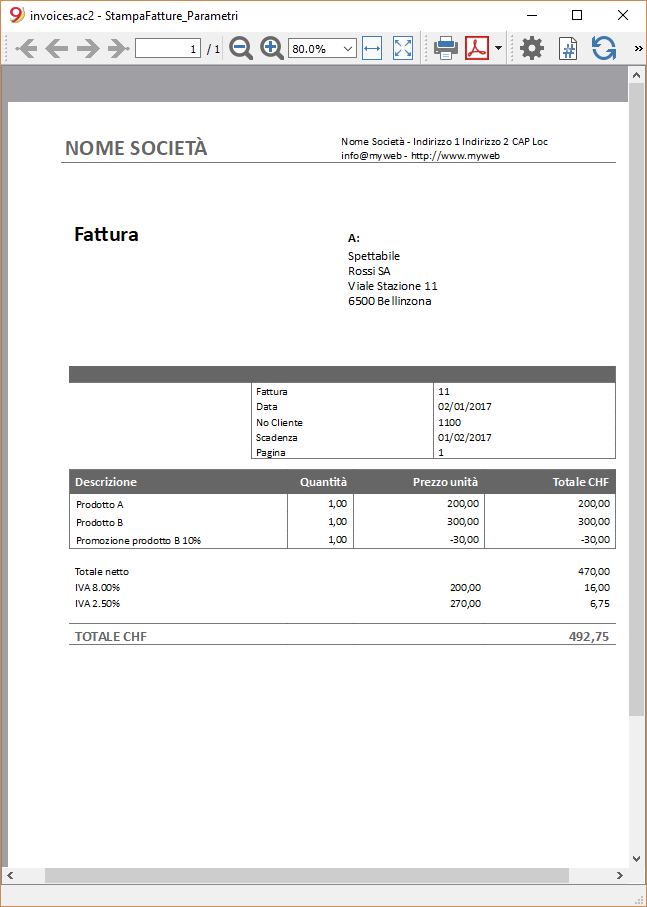 invoices.ac2 - StampaFatture_Parametri
1 / 1 80.0% »
NOME SOCIETÀ
Nome Società - Indirizzo 1 Indirizzo 2 CAP Loc
info@myweb - http://www.myweb
Fattura
A:
Spettabile
Rossi SA
Viale Stazione 11
6500 Bellinzona
Fattura 11
Data 02/01/2017
No Cliente 1100
Scadenza 01/02/2017
Pagina 1
Descrizione Quantità Prezzo unità Totale CHF
Prodotto A 1,00 200,00 200,00
Prodotto B 1,00 300,00 300,00
Promozione prodotto B 10% 1,00 -30,00 -30,00
Totale netto 470,00
IVA 8.00% 200,00 16,00
IVA 2.50% 270,00 6,75
TOTALE CHF 492,75